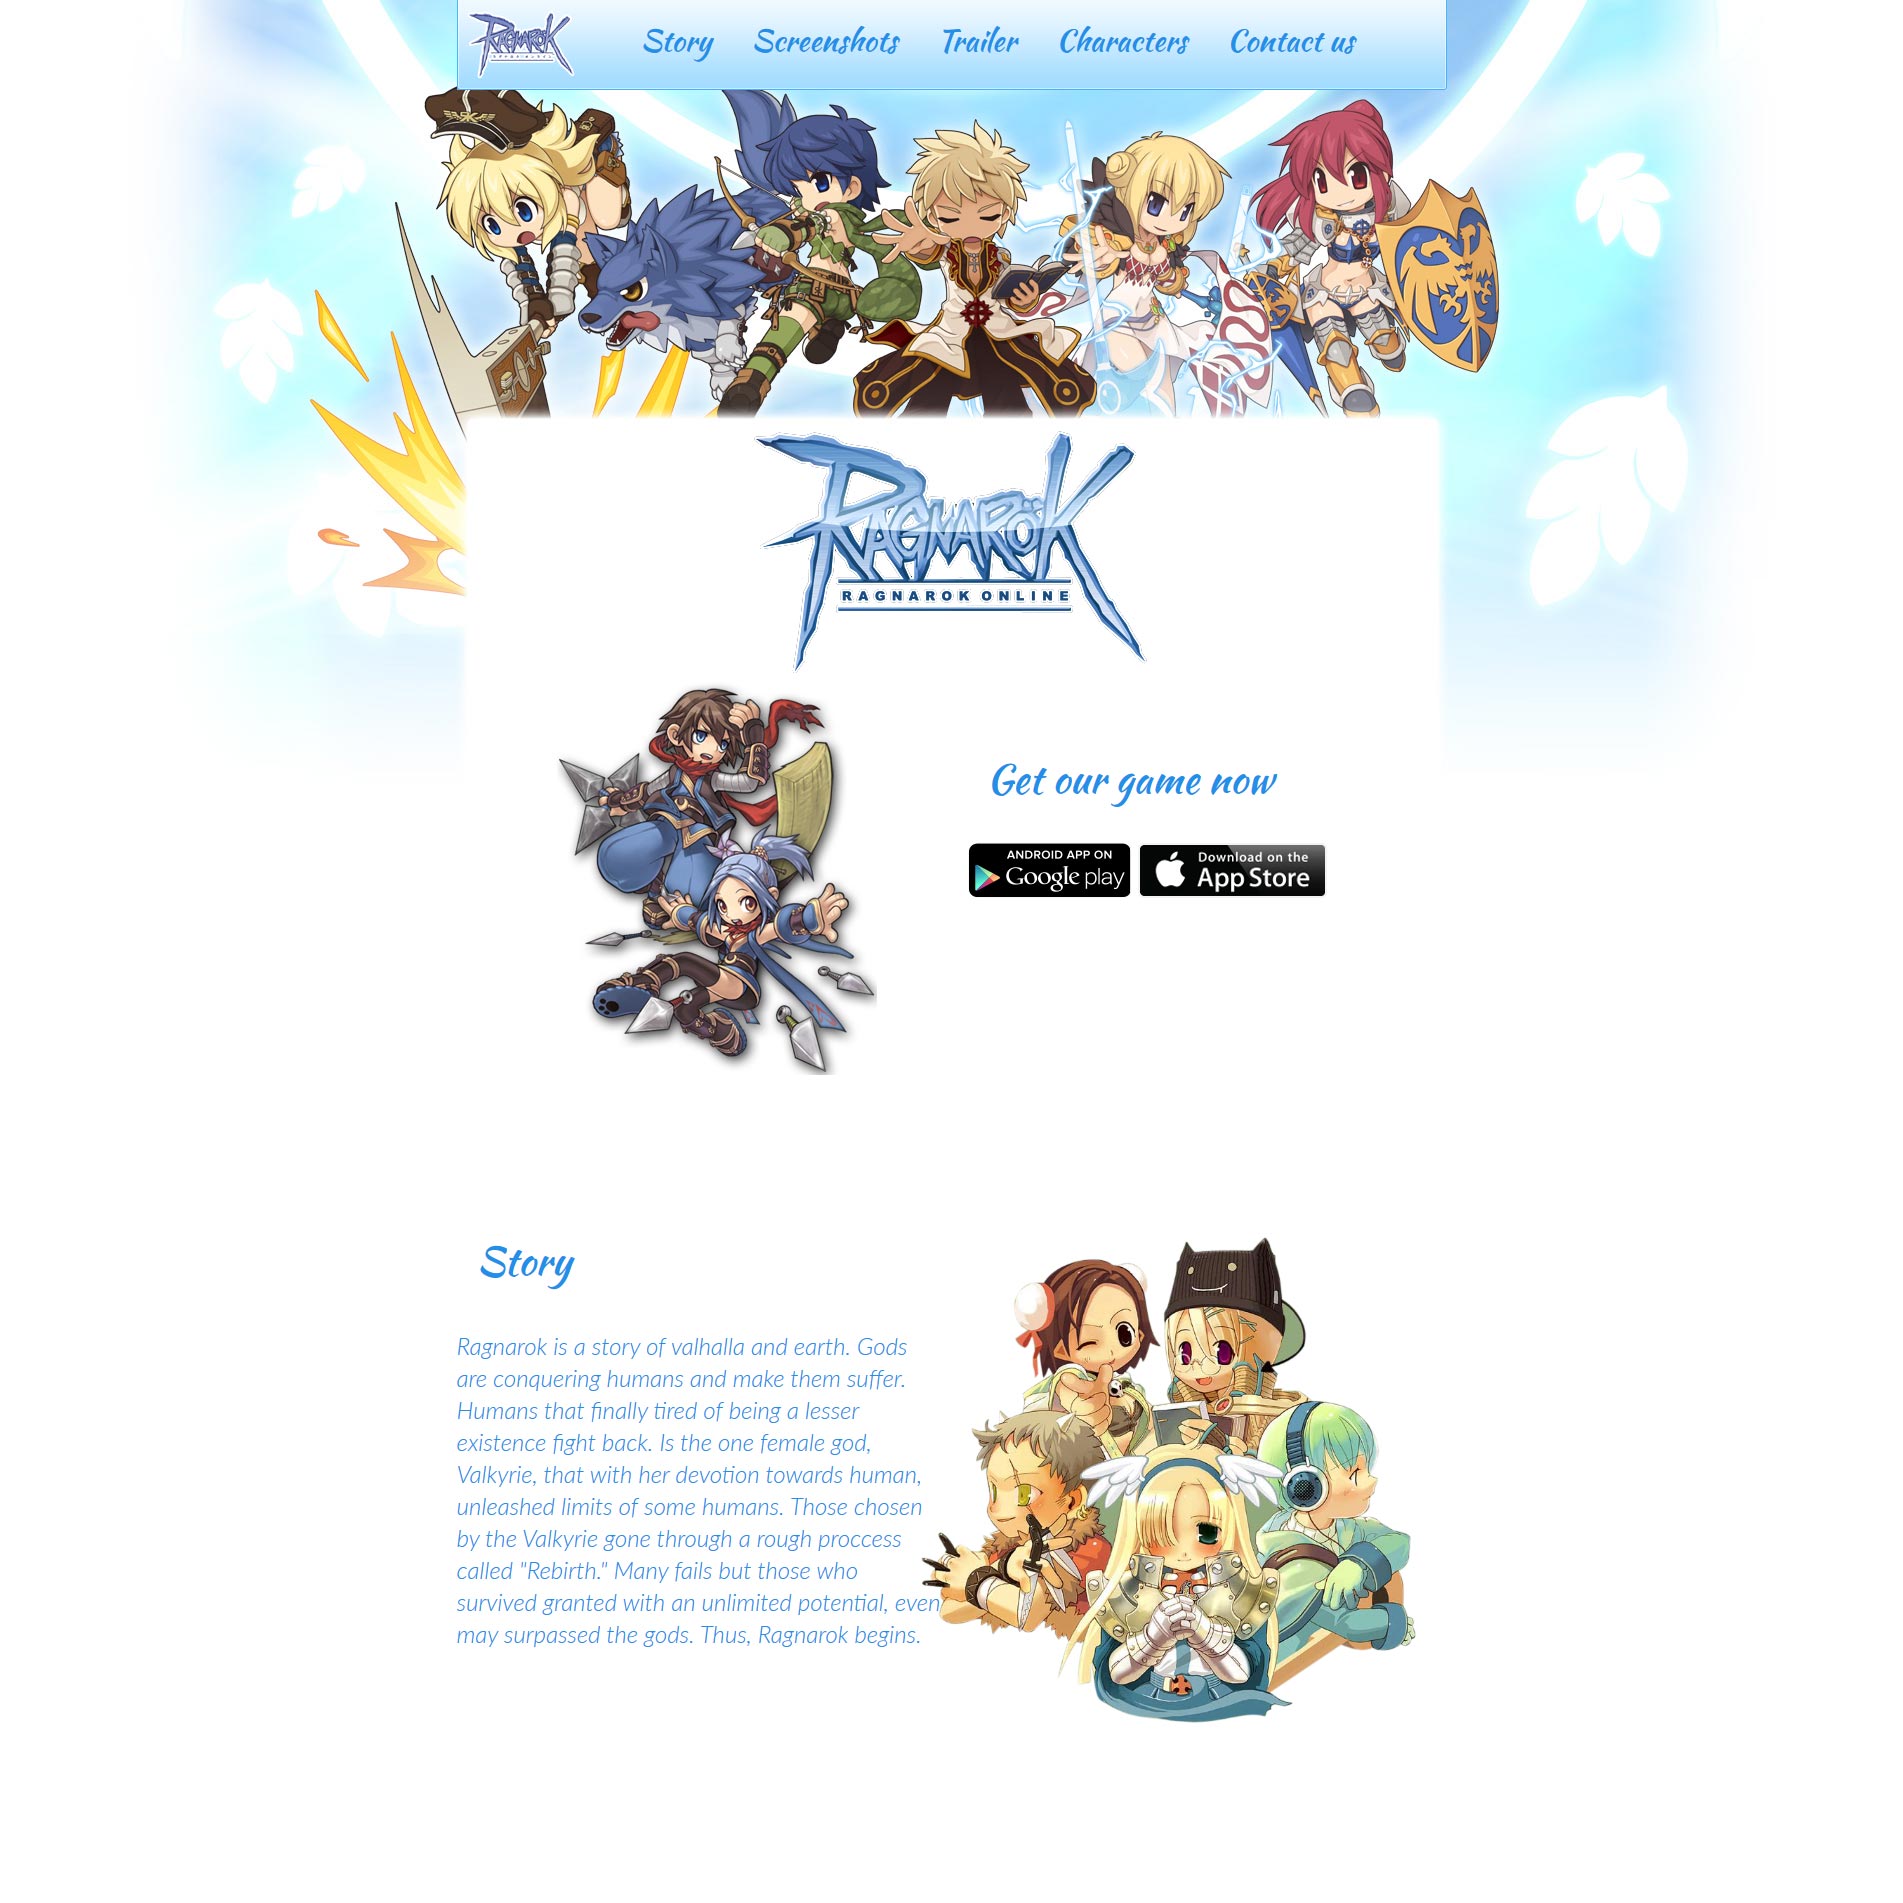 RAGNARÖK
Story Screenshots Trailer Characters Contact us
RAGNARÖK
RAGNAROK ONLINE
Get our game now
ANDROID APP ON
Google play
Download on the
App Store
Story
Ragnarok is a story of valhalla and earth. Gods
are conquering humans and make them suffer.
Humans that finally tired of being a lesser
existence fight back. Is the one female god,
Valkyrie, that with her devotion towards human,
unleashed limits of some humans. Those chosen
by the Valkyrie gone through a rough proccess
called "Rebirth." Many fails but those who
survived granted with an unlimited potential, even
may surpassed the gods. Thus, Ragnarok begins.